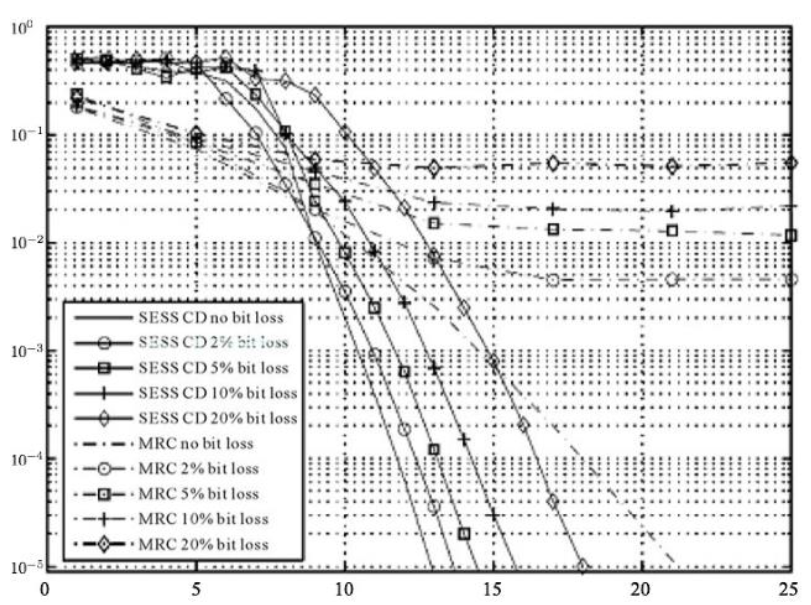 10⁰
10⁻¹
10⁻²
10⁻³
10⁻⁴
10⁻⁵
SESS CD no bit loss
SESS CD 2% bit loss
SESS CD 5% bit loss
SESS CD 10% bit loss
SESS CD 20% bit loss
MRC no bit loss
MRC 2% bit loss
MRC 5% bit loss
MRC 10% bit loss
MRC 20% bit loss
0 5 10 15 20 25